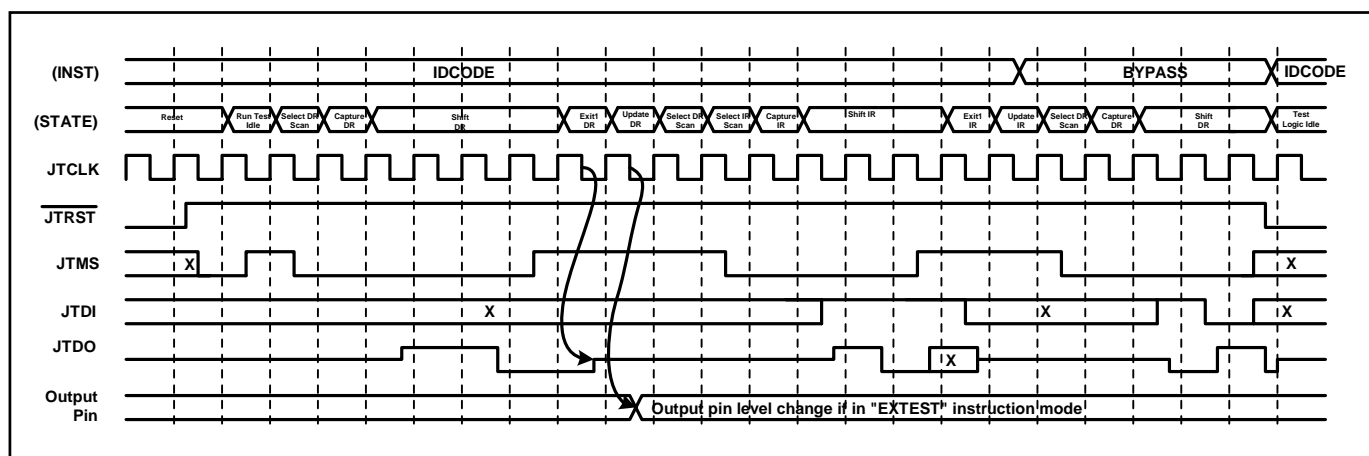 (INST)
IDCODE
BYPASS
IDCODE
(STATE)
Reset
Run Test
Idle
Select DR
Scan
Capture
DR
Shift
DR
Exit1
DR
Update
DR
Select DR
Scan
Select IR
Scan
Capture
IR
Shift IR
Exit1
IR
Update
IR
Select DR
Scan
Capture
DR
Shift
DR
Test
Logic Idle
JTCLK
JTRST
JTMS
X
X
JTDI
X
X
X
JTDO
X
Output
Pin
Output pin level change if in "EXTEST" instruction mode